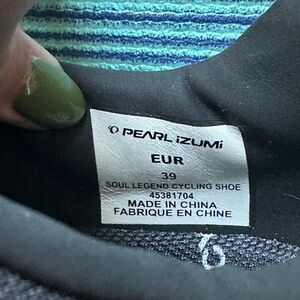 PEARL iZUMi
EUR
39
SOUL LEGEND CYCLING SHOE
45381704
MADE IN CHINA
FABRIQUE EN CHINE